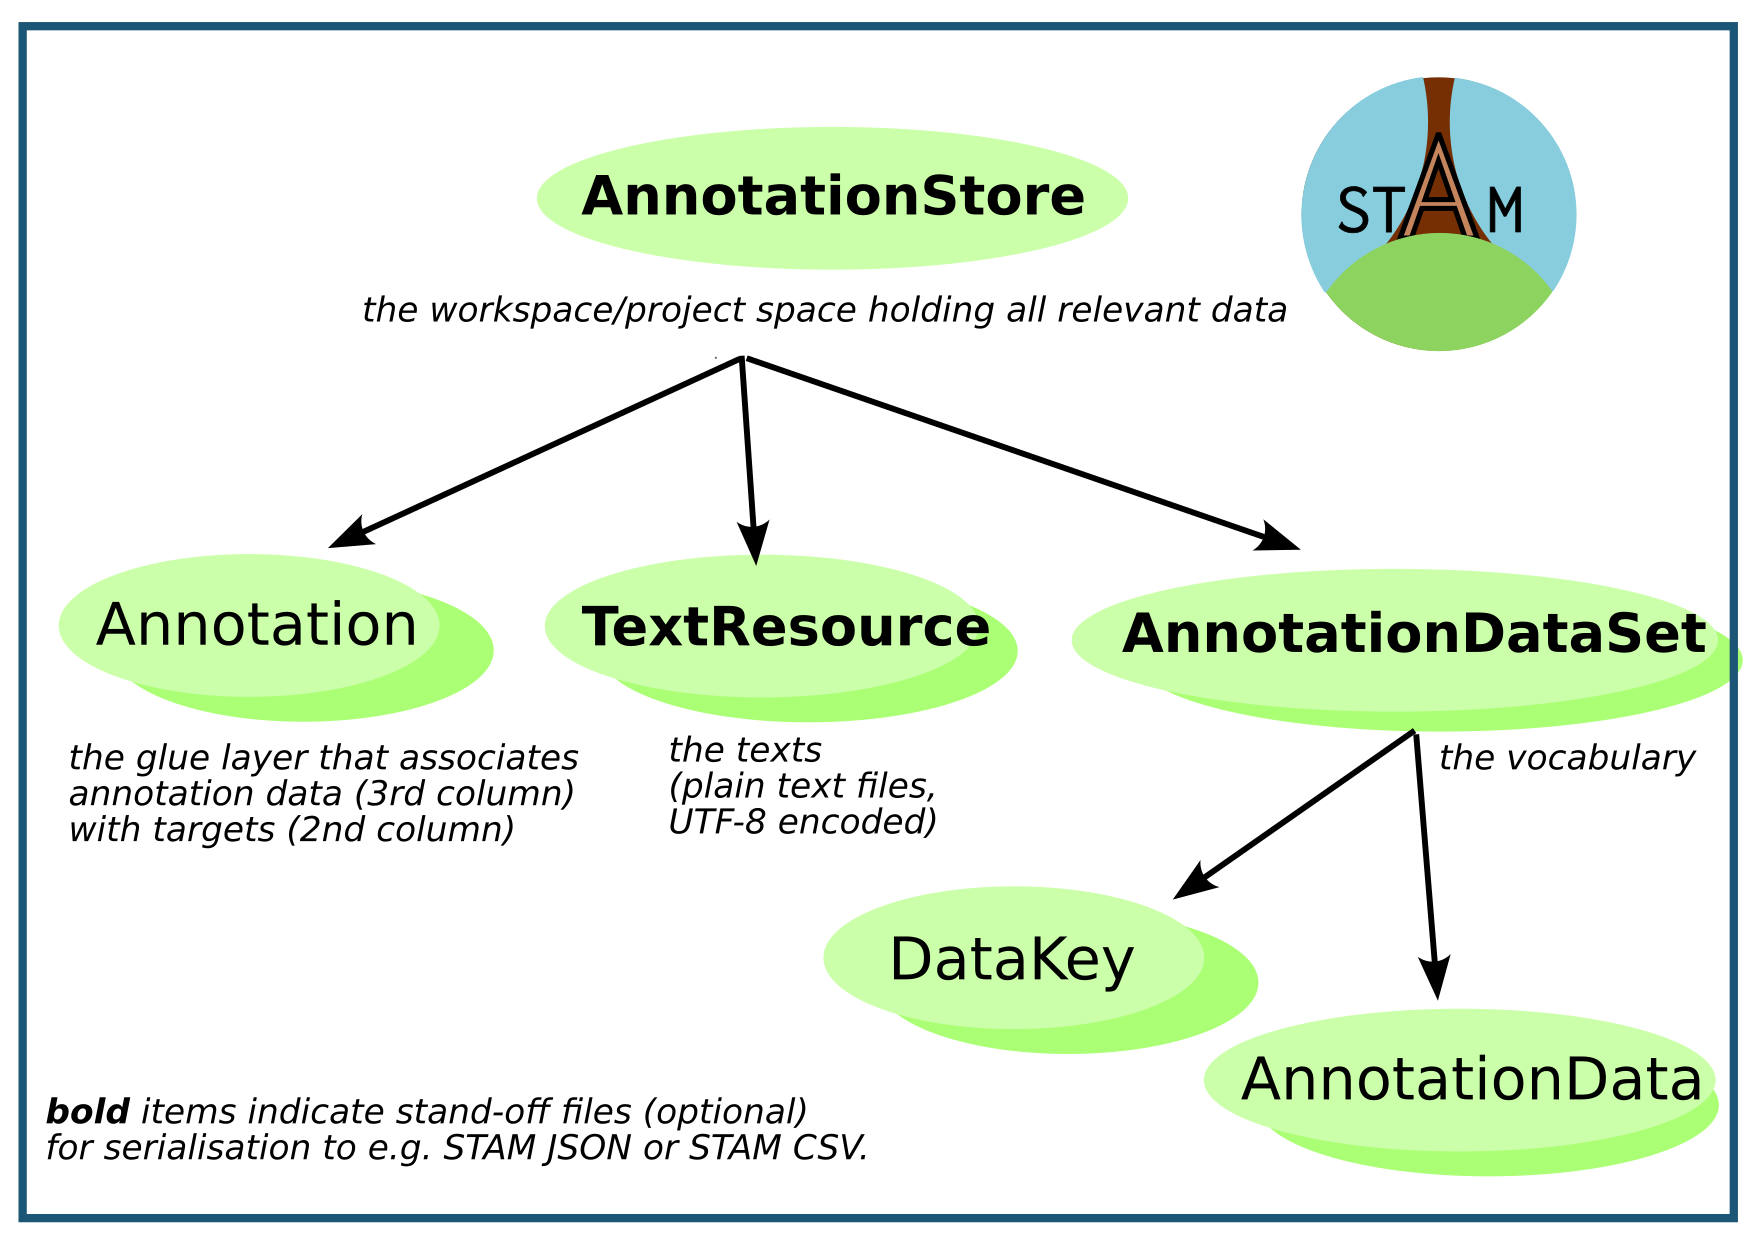 AnnotationStore
STAM
the workspace/project space holding all relevant data
Annotation
TextResource
AnnotationDataSet
the glue layer that associates
annotation data (3rd column)
with targets (2nd column)
the texts
(plain text files,
UTF-8 encoded)
the vocabulary
DataKey
AnnotationData
bold items indicate stand-off files (optional)
for serialisation to e.g. STAM JSON or STAM CSV.